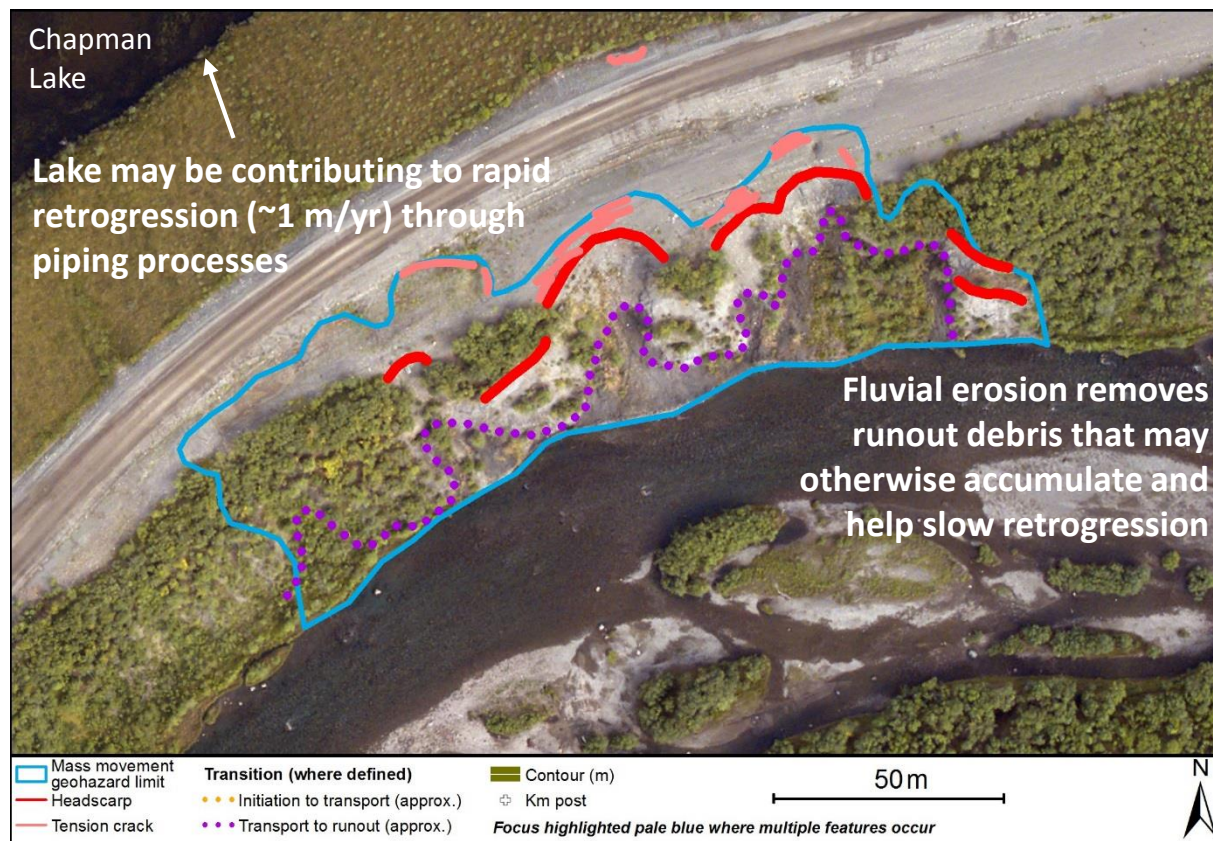 Chapman
Lake
Lake may be contributing to rapid
retrogression (~1 m/yr) through
piping processes
Fluvial erosion removes
runout debris that may
otherwise accumulate and
help slow retrogression
Mass movement
geohazard limit
Headscarp
Tension crack
Transition (where defined)
Initiation to transport (approx.)
Transport to runout (approx.)
Contour (m)
Km post
Focus highlighted pale blue where multiple features occur
50 m
N